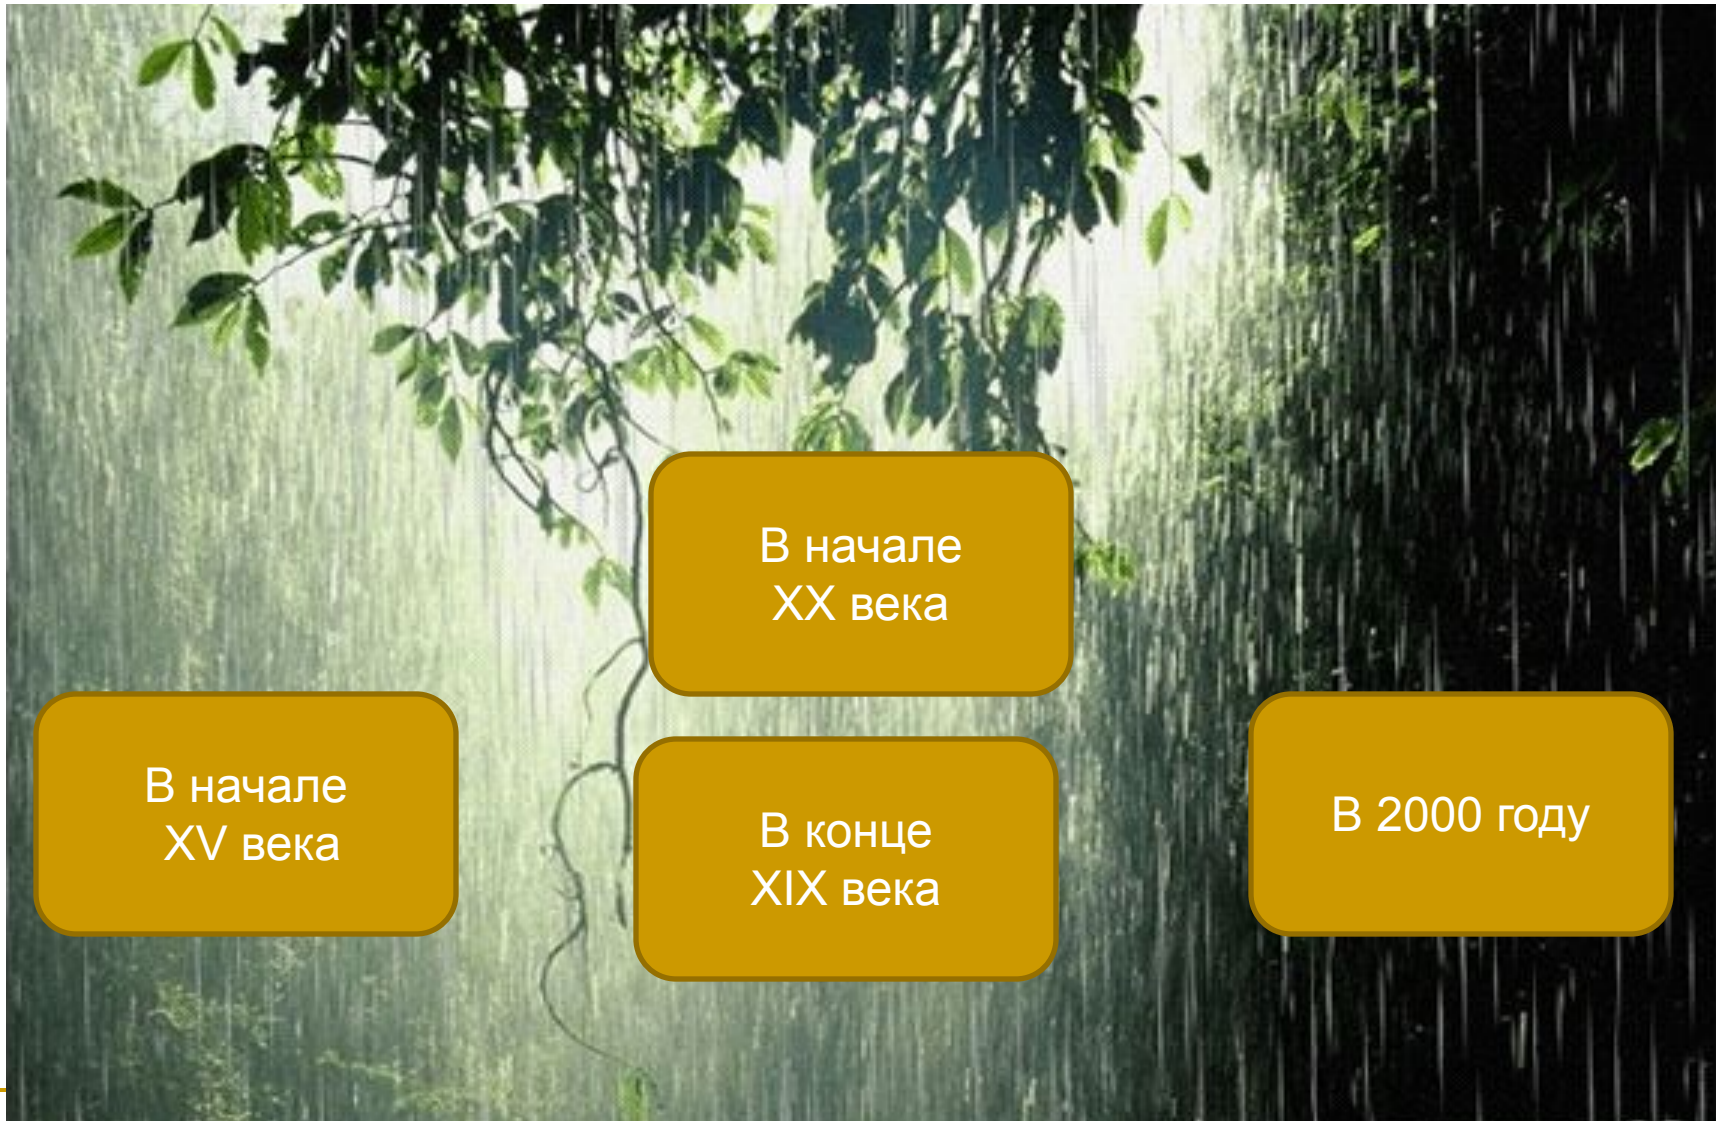 В начале
XX века
В начале
XV века
В конце
XIX века
В 2000 году